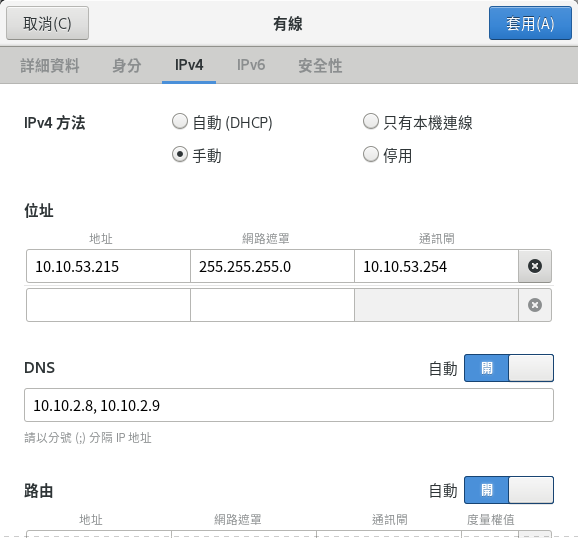 取消(C) 有線 套用(A)
詳細資料 身分 IPv4 IPv6 安全性
IPv4 方法 自動 (DHCP) 只有本機連線
手動 停用
位址
地址 網路遮罩 通訊閘
10.10.53.215 255.255.255.0 10.10.53.254
DNS 自動 開
10.10.2.8, 10.10.2.9
請以分號 (;) 分隔 IP 地址
路由 自動 開
地址 網路遮罩 通訊閘 度量權值